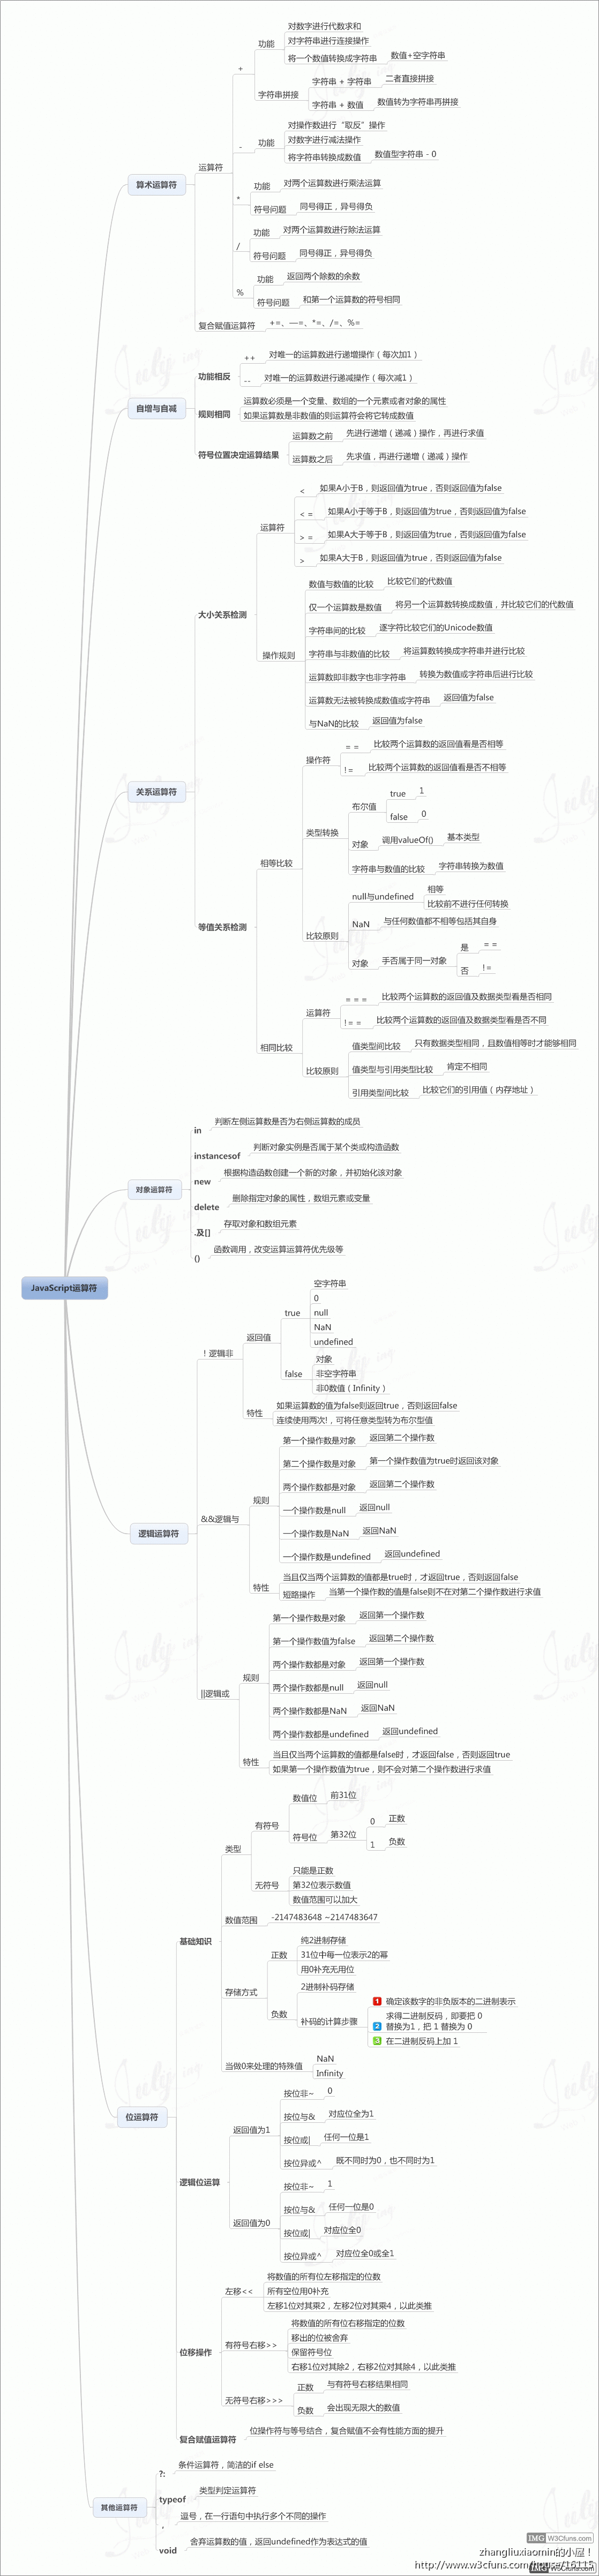 JavaScript运算符
算术运算符
运算符
+
功能
对数字进行代数求和
对字符串进行连接操作
将一个数值转换成字符串
数值+空字符串
字符串拼接
字符串 + 字符串
二者直接拼接
字符串 + 数值
数值转为字符串再拼接
-
功能
对操作数进行“取反”操作
对数字进行减法操作
将字符串转换成数值
数值型字符串 - 0
*
功能
对两个运算数进行乘法运算
符号问题
同号得正，异号得负
/
功能
对两个运算数进行除法运算
符号问题
同号得正，异号得负
%
功能
返回两个除数的余数
符号问题
和第一个运算数的符号相同
复合赋值运算符
+=、—=、*=、/=、%=
自增与自减
功能相反
++
对唯一的运算数进行递增操作（每次加1）
--
对唯一的运算数进行递减操作（每次减1）
规则相同
运算数必须是一个变量、数组的一个元素或者对象的属性
如果运算数是非数值的则运算符会将它转成数值
符号位置决定运算结果
运算数之前
先进行递增（递减）操作，再进行求值
运算数之后
先求值，再进行递增（递减）操作
关系运算符
大小关系检测
运算符
<
如果A小于B，则返回值为true，否则返回值为false
< =
如果A小于等于B，则返回值为true，否则返回值为false
> =
如果A大于等于B，则返回值为true，否则返回值为false
>
如果A大于B，则返回值为true，否则返回值为false
操作规则
数值与数值的比较
比较它们的代数值
仅一个运算数是数值
将另一个运算数转换成数值，并比较它们的代数值
字符串间的比较
逐字符比较它们的Unicode数值
字符串与非数值的比较
将运算数转换成字符串并进行比较
运算数即非数字也非字符串
转换为数值或字符串后进行比较
运算数无法被转换成数值或字符串
返回值为false
与NaN的比较
返回值为false
等值关系检测
相等比较
操作符
= =
比较两个运算数的返回值看是否相等
! =
比较两个运算数的返回值看是否不相等
类型转换
布尔值
true
1
false
0
对象
调用valueOf()
基本类型
字符串与数值的比较
字符串转换为数值
比较原则
null与undefined
相等
比较前不进行任何转换
NaN
与任何数值都不相等包括其自身
对象
手否属于同一对象
是
= =
否
! =
相同比较
运算符
= = =
比较两个运算数的返回值及数据类型看是否相同
! = =
比较两个运算数的返回值及数据类型看是否不同
比较原则
值类型间比较
只有数据类型相同，且数值相等时才能够相同
值类型与引用类型比较
肯定不相同
引用类型间比较
比较它们的引用值（内存地址）
对象运算符
in
判断左侧运算数是否为右侧运算数的成员
instancesof
判断对象实例是否属于某个类或构造函数
new
根据构造函数创建一个新的对象，并初始化该对象
delete
删除指定对象的属性，数组元素或变量
.及[]
存取对象和数组元素
()
函数调用，改变运算运算符优先级等
逻辑运算符
！逻辑非
返回值
true
空字符串
0
null
NaN
undefined
false
对象
非空字符串
非0数值（Infinity）
特性
如果运算数的值为false则返回true，否则返回false
连续使用两次!，可将任意类型转为布尔型值
&&逻辑与
规则
第一个操作数是对象
返回第二个操作数
第二个操作数是对象
第一个操作数值为true时返回该对象
两个操作数都是对象
返回第二个操作数
一个操作数是null
返回null
一个操作数是NaN
返回NaN
一个操作数是undefined
返回undefined
特性
当且仅当两个运算数的值都是true时，才返回true，否则返回false
短路操作
当第一个操作数的值是false则不在对第二个操作数进行求值
||逻辑或
规则
第一个操作数是对象
返回第一个操作数
第一个操作数值为false
返回第二个操作数
两个操作数都是对象
返回第一个操作数
两个操作数都是null
返回null
两个操作数都是NaN
返回NaN
两个操作数都是undefined
返回undefined
特性
当且仅当两个运算数的值都是false时，才返回false，否则返回true
如果第一个操作数值为true，则不会对第二个操作数进行求值
位运算符
基础知识
类型
有符号
数值位
前31位
符号位
第32位
0
正数
1
负数
无符号
只能是正数
第32位表示数值
数值范围可以加大
数值范围
-2147483648 ~2147483647
存储方式
正数
纯2进制存储
31位中每一位表示2的幂
用0补充无用位
负数
2进制补码存储
补码的计算步骤
1 确定该数字的非负版本的二进制表示
2 求得二进制反码，即要把 0
替换为1，把 1 替换为 0
3 在二进制反码上加 1
当做0来处理的特殊值
NaN
Infinity
逻辑位运算
返回值为1
按位非~
0
按位与&
对应位全为1
按位或|
任何一位是1
按位异或^
既不同时为0，也不同时为1
返回值为0
按位非~
1
按位与&
任何一位是0
按位或|
对应位全0
按位异或^
对应位全0或全1
位移操作
左移<<
将数值的所有位左移指定的位数
所有空位用0补充
左移1位对其乘2，左移2位对其乘4，以此类推
有符号右移>>
将数值的所有位右移指定的位数
移出的位被舍弃
保留符号位
右移1位对其除2，右移2位对其除4，以此类推
无符号右移>>>
正数
与有符号右移结果相同
负数
会出现无限大的数值
复合赋值运算符
位操作符与等号结合，复合赋值不会有性能方面的提升
其他运算符
?:
条件运算符，简洁的if else
typeof
类型判定运算符
,
逗号，在一行语句中执行多个不同的操作
void
舍弃运算数的值，返回undefined作为表达式的值
IMG W3Cfuns.com
zhangliuxiaomin的小屋！
http://www.w3cfuns.com/house/16115
IMG W3Cfuns.com